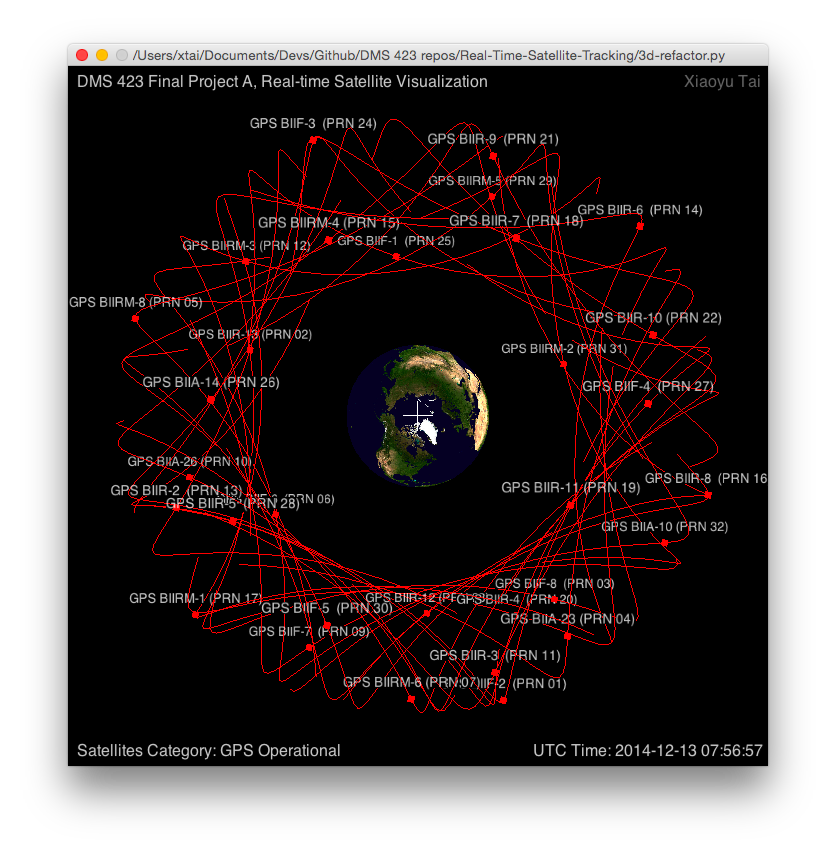 /Users/xtai/Documents/Devs/Github/DMS 423 repos/Real-Time-Satellite-Tracking/3d-refactor.py
DMS 423 Final Project A, Real-time Satellite Visualization
Xiaoyu Tai
GPS BIIF-3 (PRN 24)
GPS BIIR-9 (PRN 21)
GPS BIIRM-5 (PRN 29)
GPS BIIR-6 (PRN 14)
GPS BIIRM-4 (PRN 15)
GPS BIIR-7 (PRN 18)
GPS BIIRM-3 (PRN 12)
GPS BIIF-1 (PRN 25)
GPS BIIRM-8 (PRN 05)
GPS BIIR-10 (PRN 22)
GPS BIIR-13 (PRN 02)
GPS BIIRM-2 (PRN 31)
GPS BIIA-14 (PRN 26)
GPS BIIF-4 (PRN 27)
GPS BIIA-26 (PRN 10)
GPS BIIR-8 (PRN 16
GPS BIIR-2 (PRN 13)
GPS BIIR-11 (PRN 19)
06)
GPS BIIR-5 (PRN 28)
GPS BIIA-10 (PRN 32)
GPS BIIF-8 (PRN 03)
GPS BIIRM-1 (PRN 17)
GPS BIIR-12
GPS BIIR-4 (PRN 20)
GPS BIIF-5 (PRN 30)
GPS BIIA-23 (PRN 04)
GPS BIIF-7 (PRN 09)
GPS BIIR-3 (PRN 11)
GPS BIIRM-6 (PRN 07)
IIF-2 (PRN 01)
Satellites Category: GPS Operational
UTC Time: 2014-12-13 07:56:57